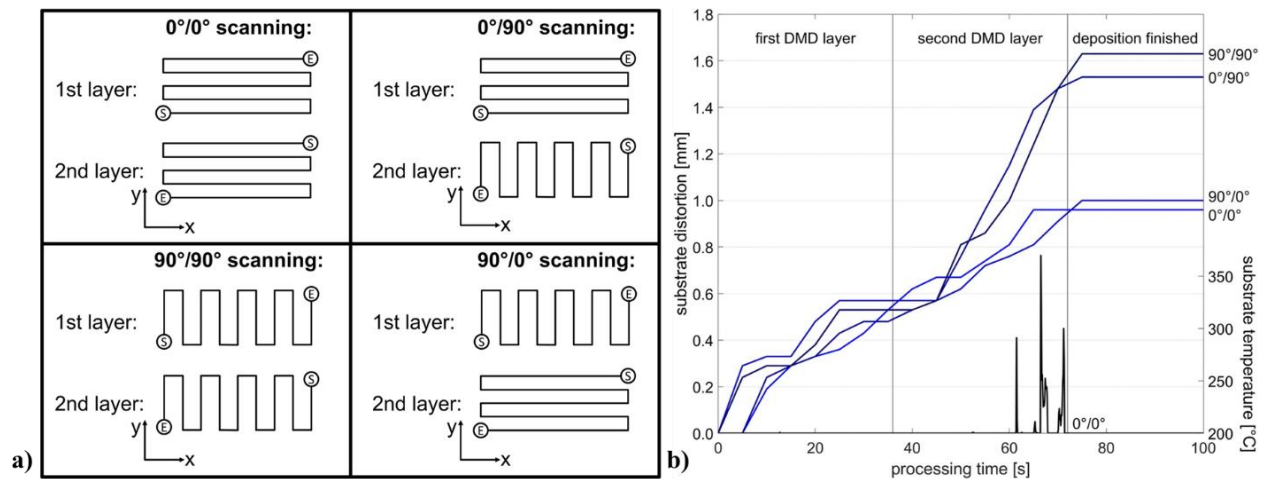 0°/0° scanning:
1st layer:
E
S
2nd layer:
S
E
y
x
0°/90° scanning:
1st layer:
E
S
2nd layer:
S
E
y
x
90°/90° scanning:
1st layer:
E
S
2nd layer:
S
E
y
x
90°/0° scanning:
1st layer:
E
S
2nd layer:
S
E
y
x
a)
first DMD layer
second DMD layer
deposition finished
substrate distortion [mm]
1.8
1.6
1.4
1.2
1.0
0.8
0.6
0.4
0.2
0.0
90°/90°
0°/90°
90°/0°
0°/0°
350
300
250
200
substrate temperature [°C]
0°/0°
0
20
40
60
80
100
processing time [s]
b)